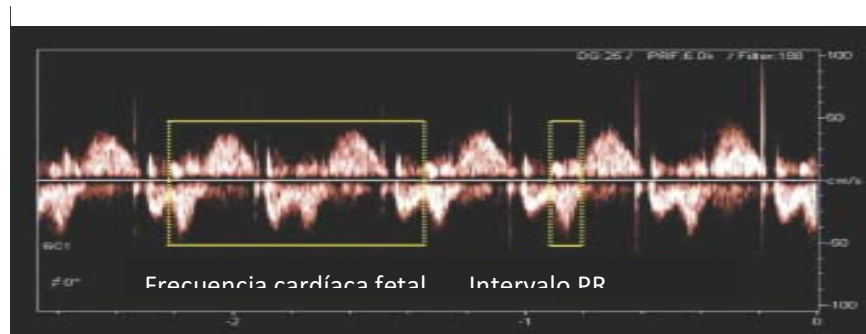 DG:25 / PRF:6.0k / Filter:188
100
50
cm/s
-50
Frecuencia cardíaca fetal Intervalo PR
-100
-2 -1 0